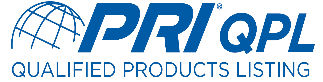 PRI® QPL
QUALIFIED PRODUCTS LISTING